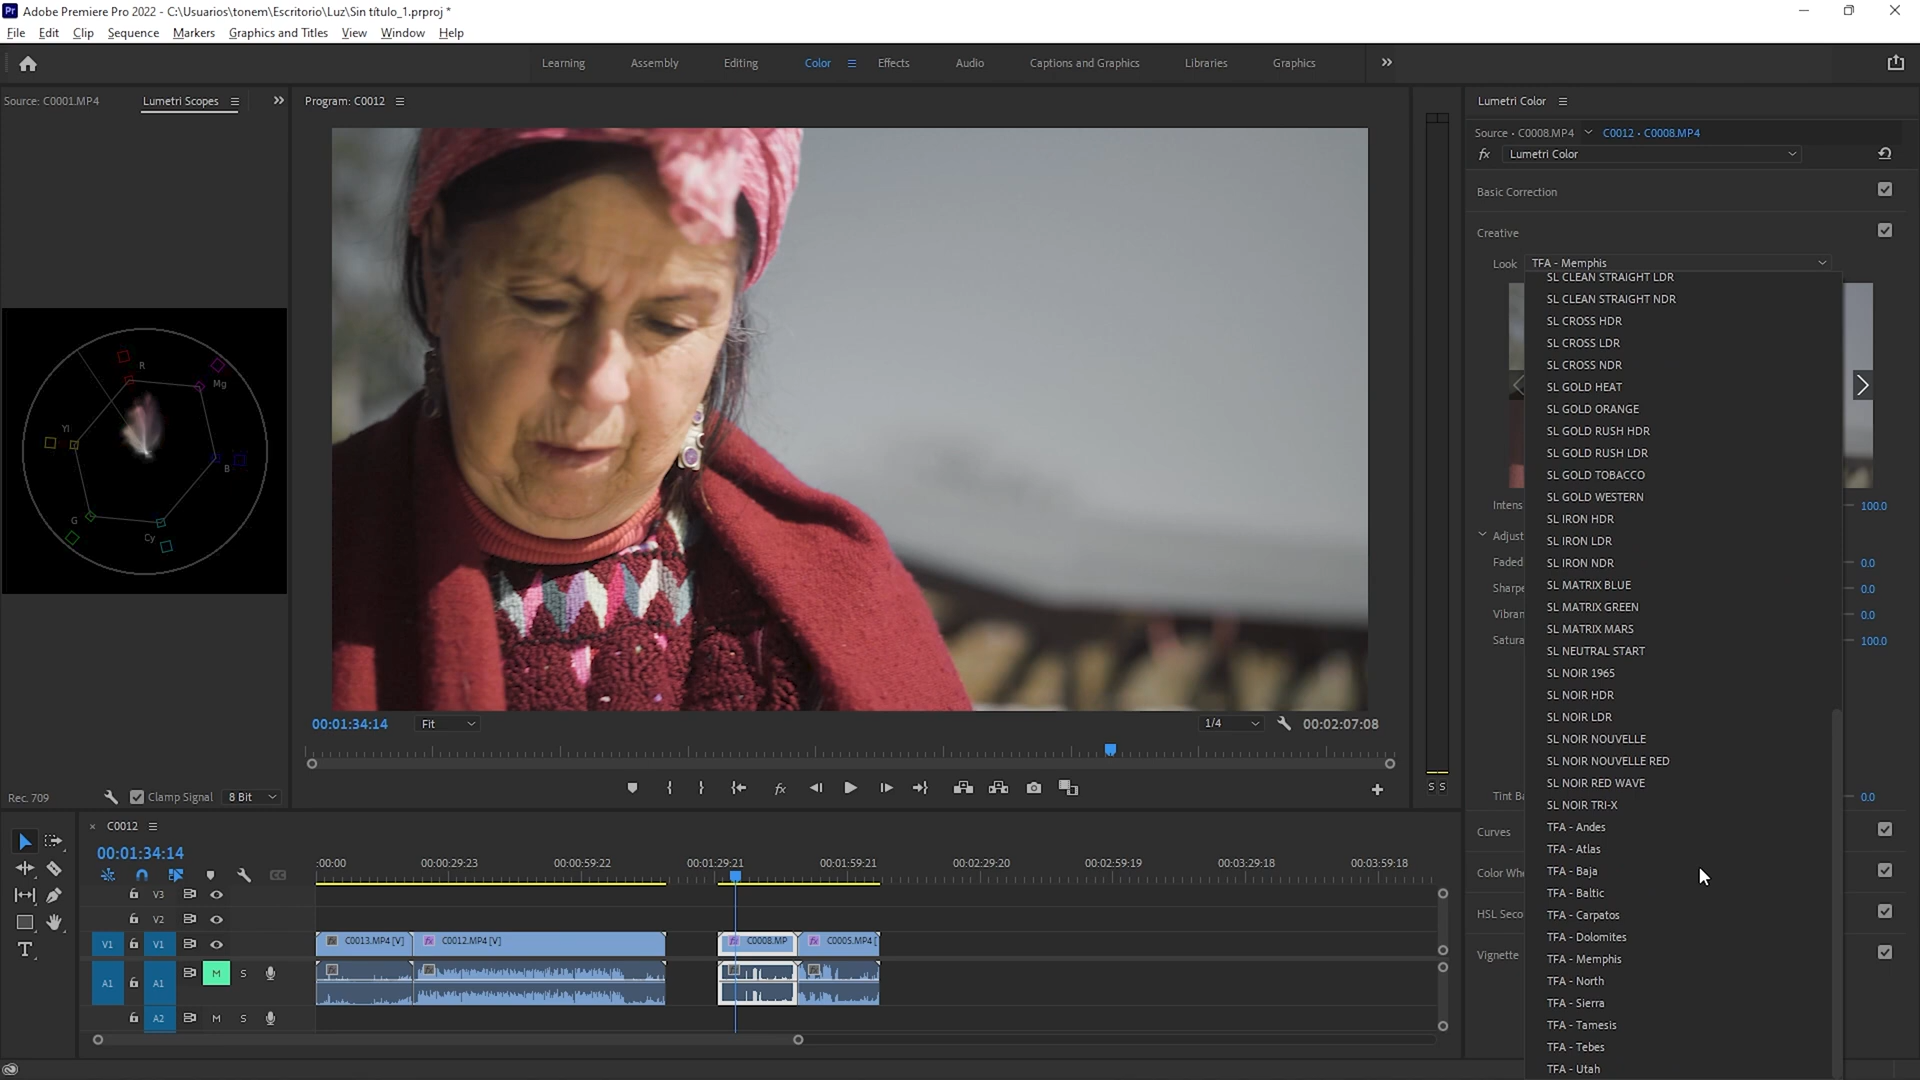 Adobe Premiere Pro 2022 - C:\Usuarios\tonem\Escritorio\Luz\Sin título_1.prproj *
File Edit Clip Sequence Markers Graphics and Titles View Window Help
Learning Assembly Editing Color Effects Audio Captions and Graphics Libraries Graphics
Source: C0001.MP4 Lumetri Scopes
R
Mg
Yl
B
G
Cy
Rec. 709 Clamp Signal 8 Bit
Program: C0012
00:01:34:14 Fit 1/4 00:02:07:08
S S
Lumetri Color
Source • C0008.MP4 C0012 • C0008.MP4
fx Lumetri Color
Basic Correction
Creative
Look TFA - Memphis
SL CLEAN STRAIGHT LDR
SL CLEAN STRAIGHT NDR
SL CROSS HDR
SL CROSS LDR
SL CROSS NDR
SL GOLD HEAT
SL GOLD ORANGE
SL GOLD RUSH HDR
SL GOLD RUSH LDR
SL GOLD TOBACCO
SL GOLD WESTERN
SL IRON HDR
SL IRON LDR
SL IRON NDR
SL MATRIX BLUE
SL MATRIX GREEN
SL MATRIX MARS
SL NEUTRAL START
SL NOIR 1965
SL NOIR HDR
SL NOIR LDR
SL NOIR NOUVELLE
SL NOIR NOUVELLE RED
SL NOIR RED WAVE
SL NOIR TRI-X
TFA - Andes
TFA - Atlas
TFA - Baja
TFA - Baltic
TFA - Carpatos
TFA - Dolomites
TFA - Memphis
TFA - North
TFA - Sierra
TFA - Tamesis
TFA - Tebes
TFA - Utah
Intens 100.0
Adjust
Faded 0.0
Sharpe 0.0
Vibran 0.0
Satura 100.0
Tint Ba 0.0
Curves
Color Whe
HSL Seco
Vignette
C0012
00:01:34:14
:00:00 00:00:29:23 00:00:59:22 00:01:29:21 00:01:59:21 00:02:29:20 00:02:59:19 00:03:29:18 00:03:59:18
V3
V2
V1 V1 C0013.MP4 [V] C0012.MP4 [V] C0008.MP C0005.MP4 [
A1 A1 M S
A2 M S